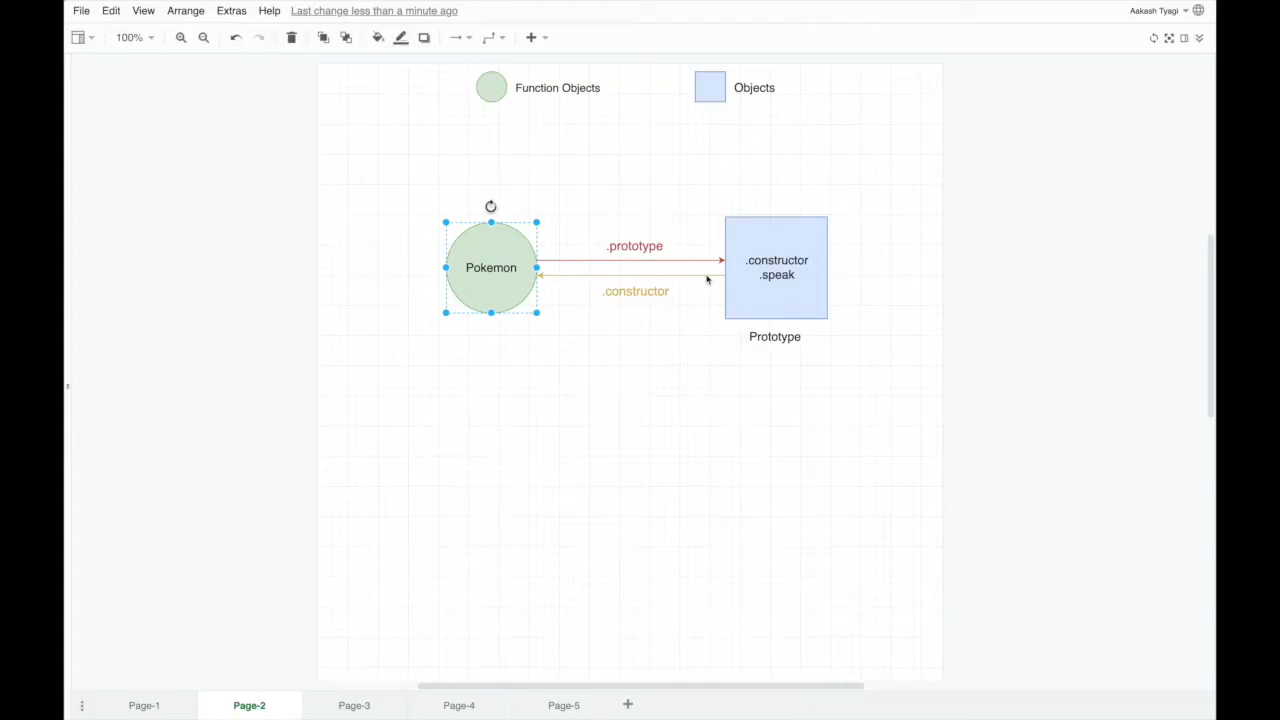 File Edit View Arrange Extras Help Last change less than a minute ago
Aakash Tyagi
100%
Function Objects
Objects
Pokemon
.prototype
.constructor
.constructor
.speak
Prototype
Page-1 Page-2 Page-3 Page-4 Page-5